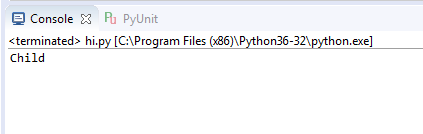 Console PyUnit
<terminated> hi.py [C:\Program Files (x86)\Python36-32\python.exe]
Child